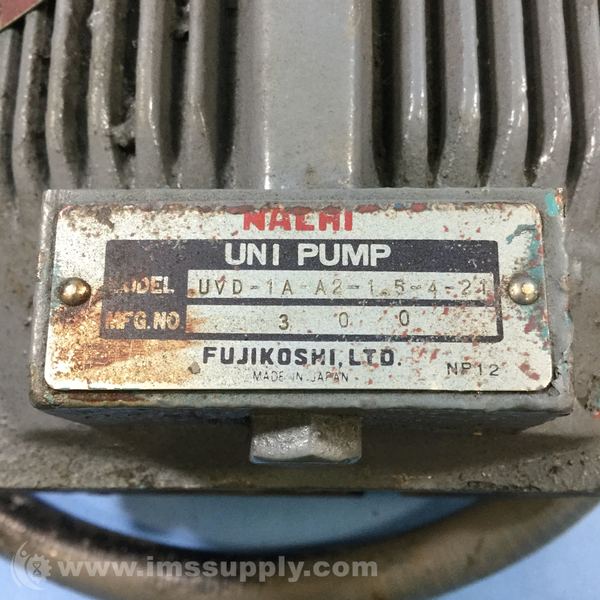 NACHI
UNI PUMP
MODEL UVD-1A-A2-1.5-4-21
MFG.NO. 3 0 0
FUJIKOSHI, LTD.
MADE IN JAPAN
NP12
www.imssupply.com